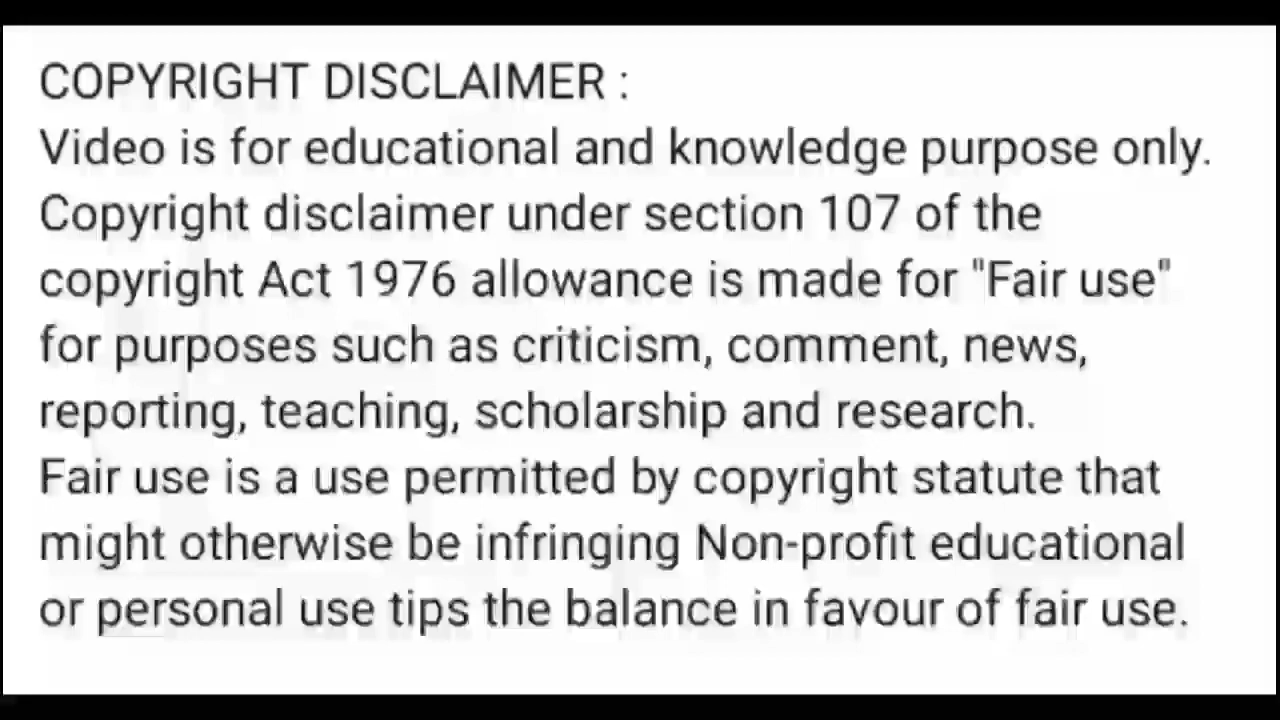 COPYRIGHT DISCLAIMER :
Video is for educational and knowledge purpose only.
Copyright disclaimer under section 107 of the
copyright Act 1976 allowance is made for "Fair use"
for purposes such as criticism, comment, news,
reporting, teaching, scholarship and research.
Fair use is a use permitted by copyright statute that
might otherwise be infringing Non-profit educational
or personal use tips the balance in favour of fair use.